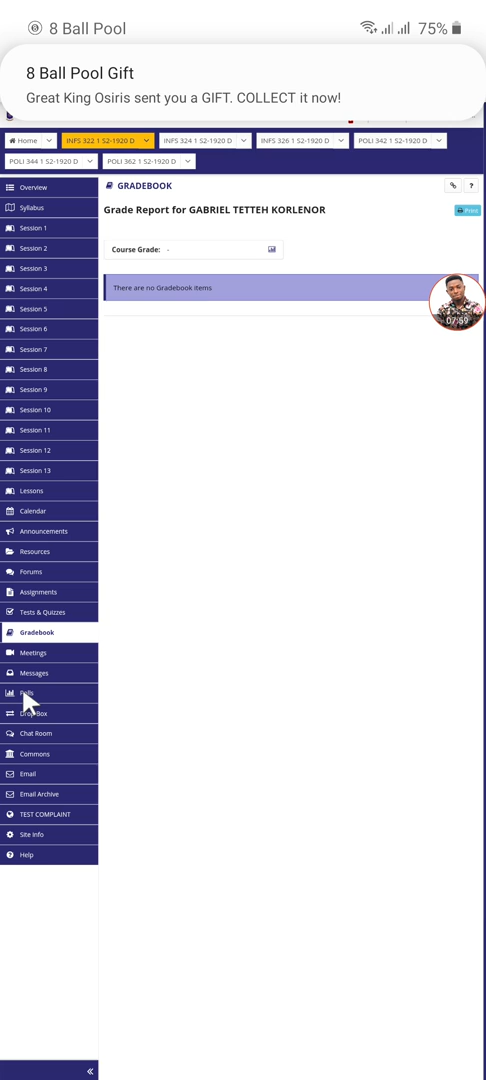 8 Ball Pool
75%
8 Ball Pool Gift
Great King Osiris sent you a GIFT. COLLECT it now!
Home
INFS 322 1 S2-1920 D
INFS 324 1 S2-1920 D
INFS 326 1 S2-1920 D
POLI 342 1 S2-1920 D
POLI 344 1 S2-1920 D
POLI 362 1 S2-1920 D
Overview
Syllabus
Session 1
Session 2
Session 3
Session 4
Session 5
Session 6
Session 7
Session 8
Session 9
Session 10
Session 11
Session 12
Session 13
Lessons
Calendar
Announcements
Resources
Forums
Assignments
Tests & Quizzes
Gradebook
Meetings
Messages
Polls
Drop Box
Chat Room
Commons
Email
Email Archive
TEST COMPLAINT
Site Info
Help
GRADEBOOK
Grade Report for GABRIEL TETTEH KORLENOR
Print
Course Grade: -
There are no Gradebook items
07:59